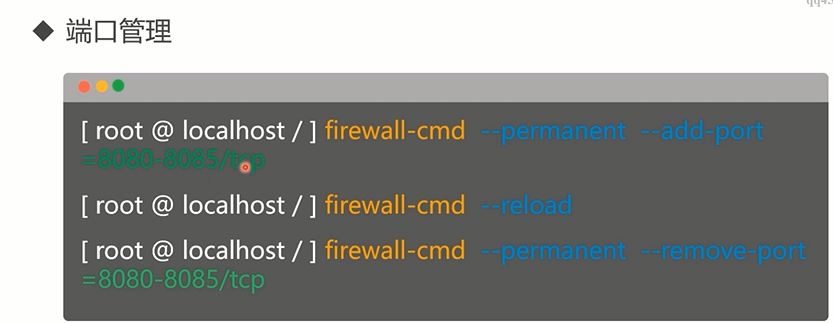 端口管理
[ root @ localhost / ] firewall-cmd --permanent --add-port
=8080-8085/tcp
[ root @ localhost / ] firewall-cmd --reload
[ root @ localhost / ] firewall-cmd --permanent --remove-port
=8080-8085/tcp